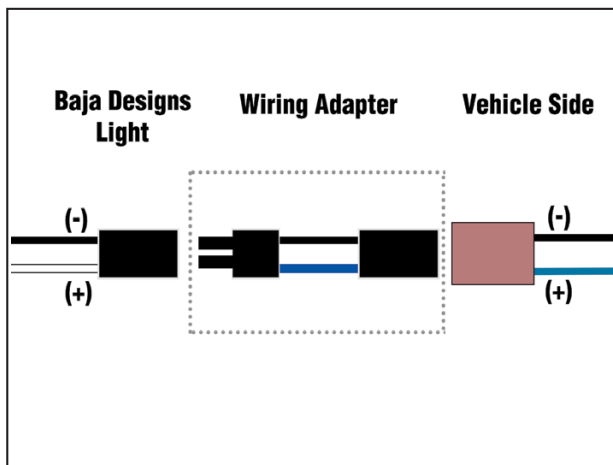 Baja Designs
Light
Wiring Adapter
Vehicle Side
(-)
(+)
(-)
(+)